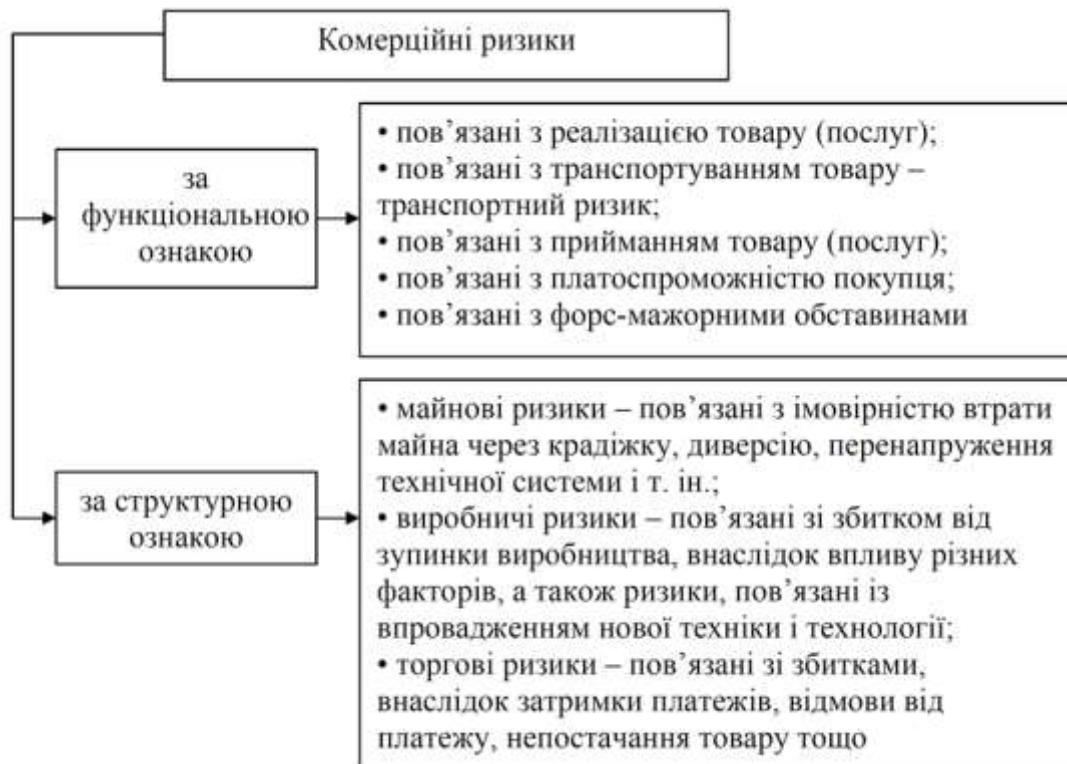 Комерційні ризики
за
функціональною
ознакою
• пов’язані з реалізацією товару (послуг);
• пов’язані з транспортуванням товару –
транспортний ризик;
• пов’язані з прийманням товару (послуг);
• пов’язані з платоспроможністю покупця;
• пов’язані з форс-мажорними обставинами
за структурною
ознакою
• майнові ризики – пов’язані з імовірністю втрати
майна через крадіжку, диверсію, перенапруження
технічної системи і т. ін.;
• виробничі ризики – пов’язані зі збитком від
зупинки виробництва, внаслідок впливу різних
факторів, а також ризики, пов’язані із
впровадженням нової техніки і технології;
• торгові ризики – пов’язані зі збитками,
внаслідок затримки платежів, відмови від
платежу, непостачання товару тощо